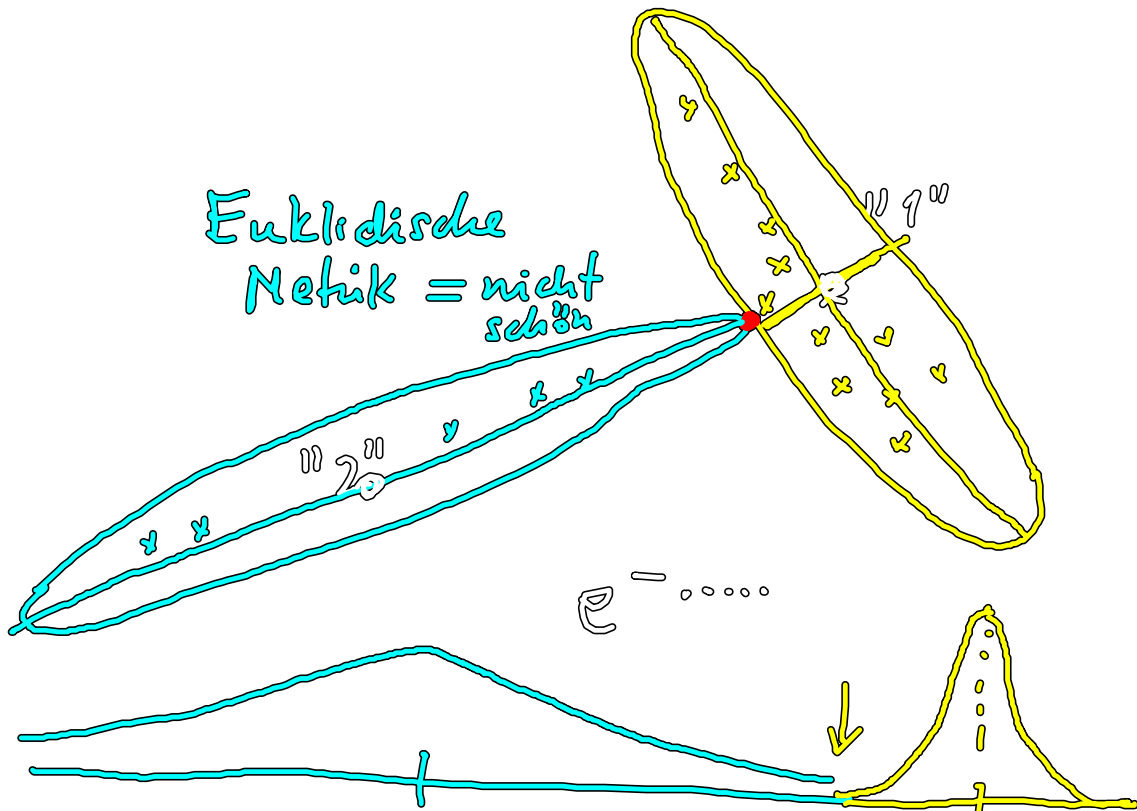 Euklidische
Metrik = nicht
schön
"1"
"2"
e^-.....